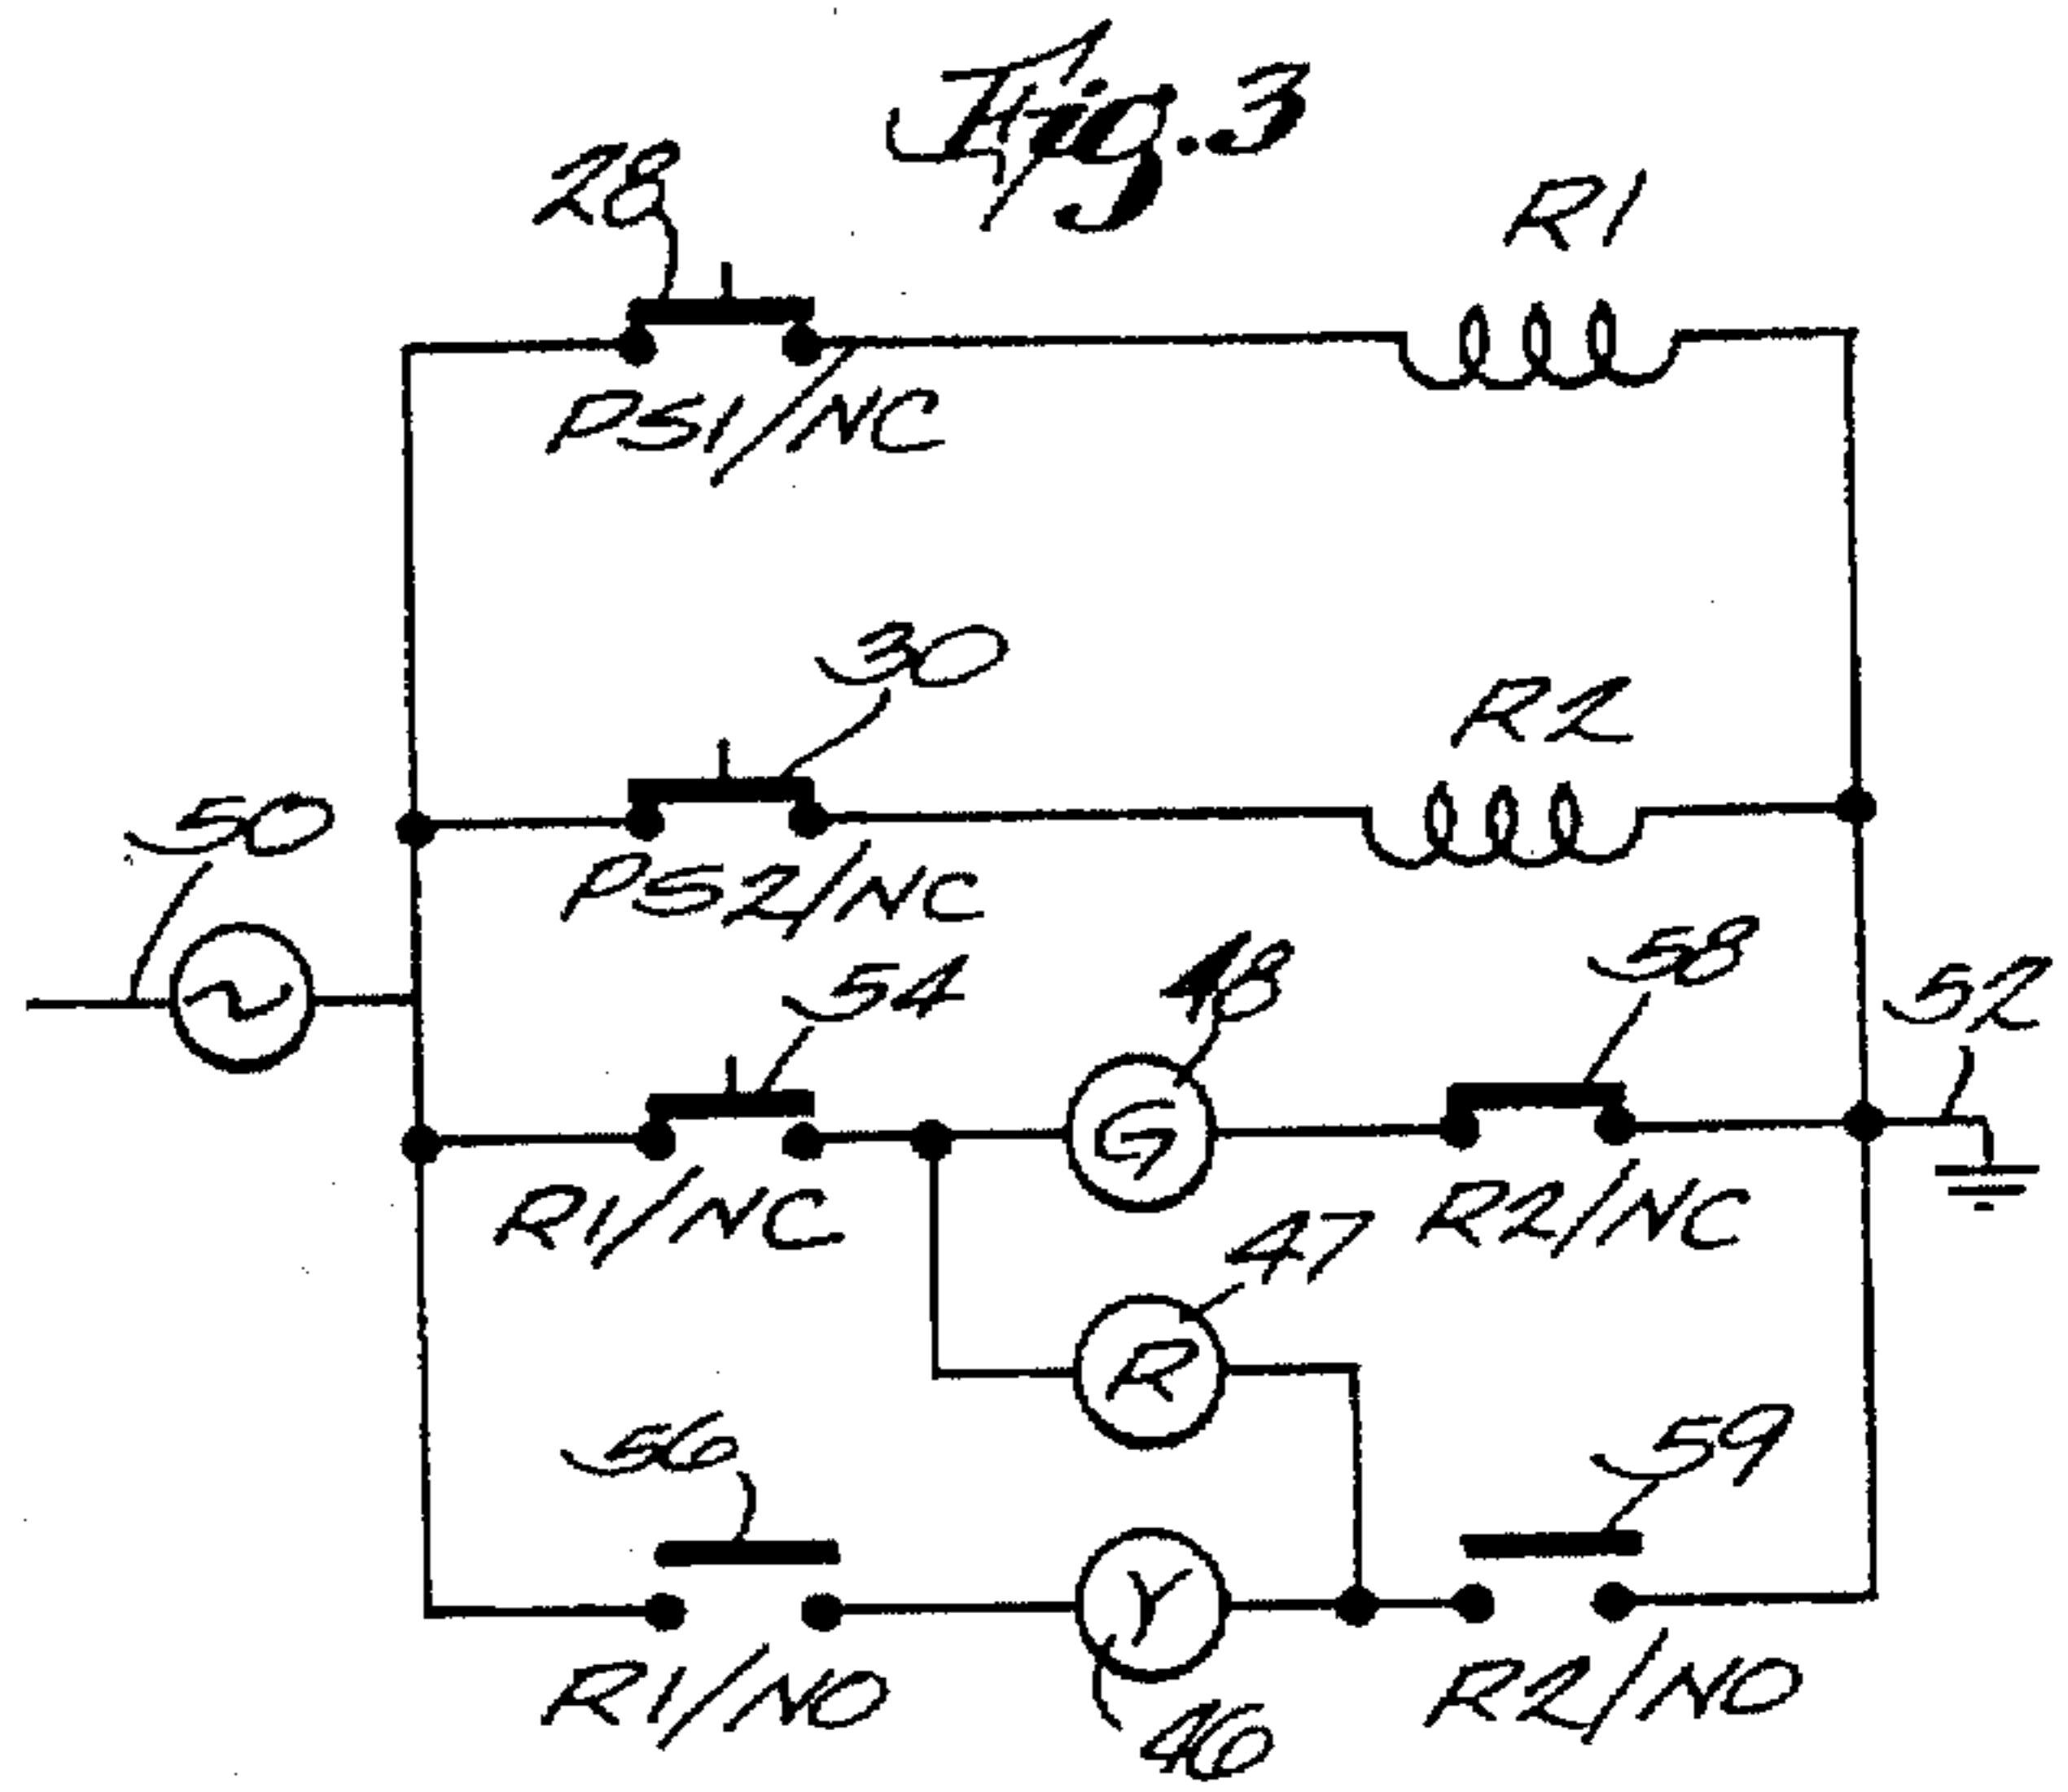 Fig. 3
28
R1
PS1/NC
30
R2
50
PS2/NC
54
48
58
52
G
R1/NC
R2/NC
47
R
56
59
Y
R1/NO
R2/NO
46